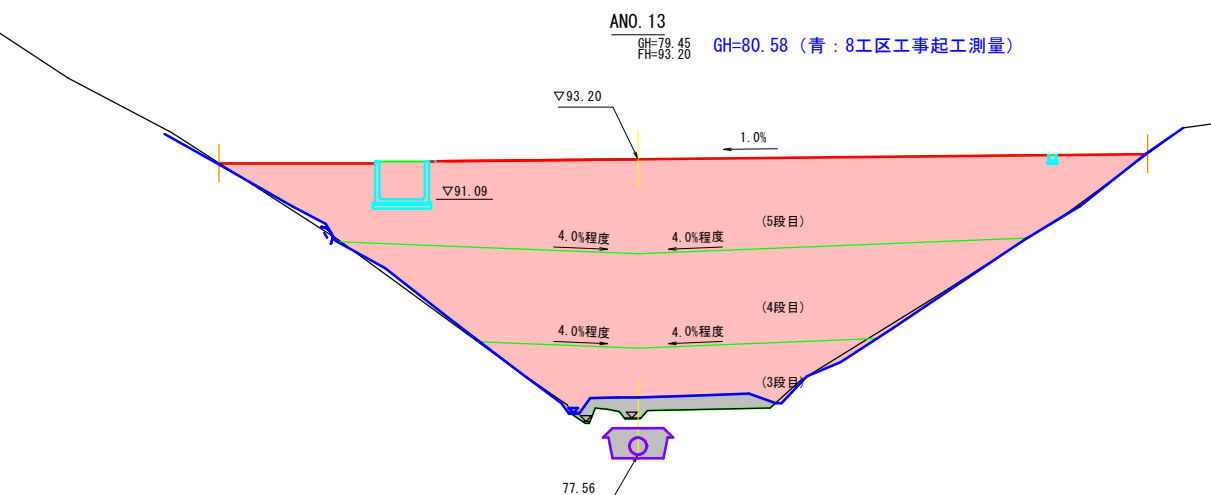 ANO. 13
GH=79.45
FH=93.20
GH=80.58 (青:8工区工事起工測量)
▽93.20
1.0%
▽91.09
(5段目)
4.0%程度
4.0%程度
(4段目)
4.0%程度
4.0%程度
(3段目)
77.56